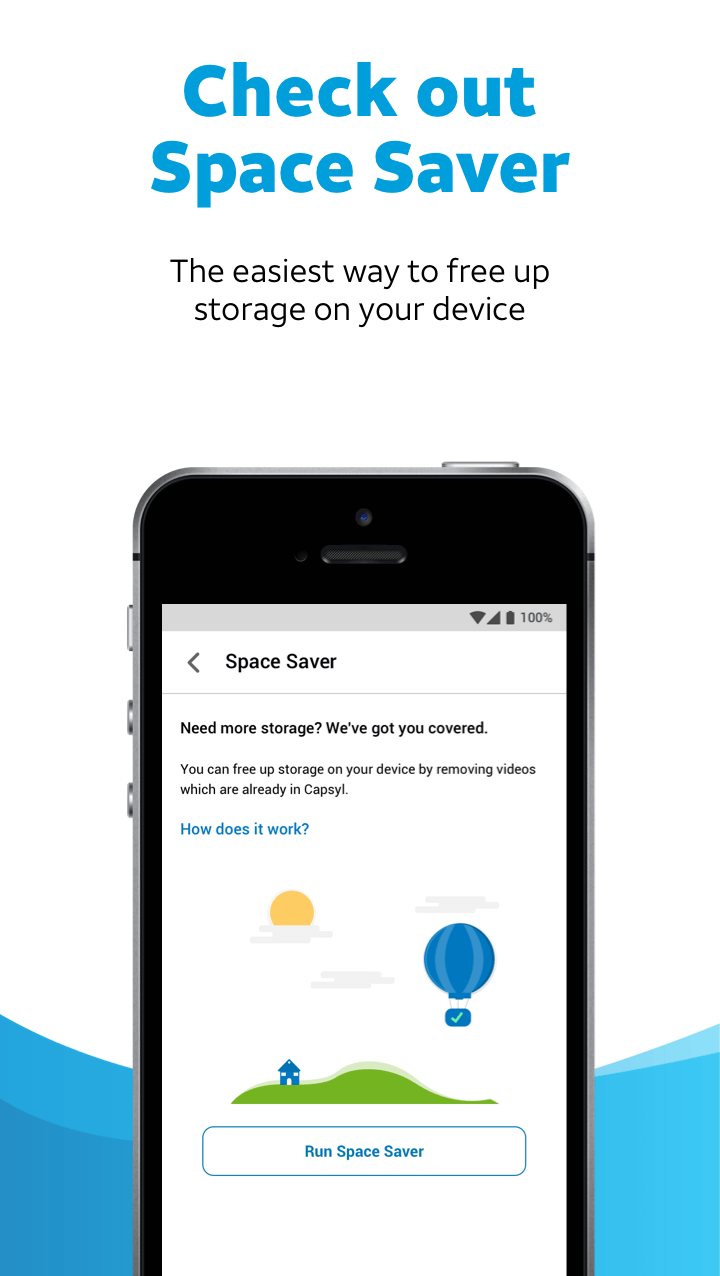 Check out
Space Saver
The easiest way to free up
storage on your device
100%
Space Saver
Need more storage? We've got you covered.
You can free up storage on your device by removing videos
which are already in Capsyl.
How does it work?
Run Space Saver